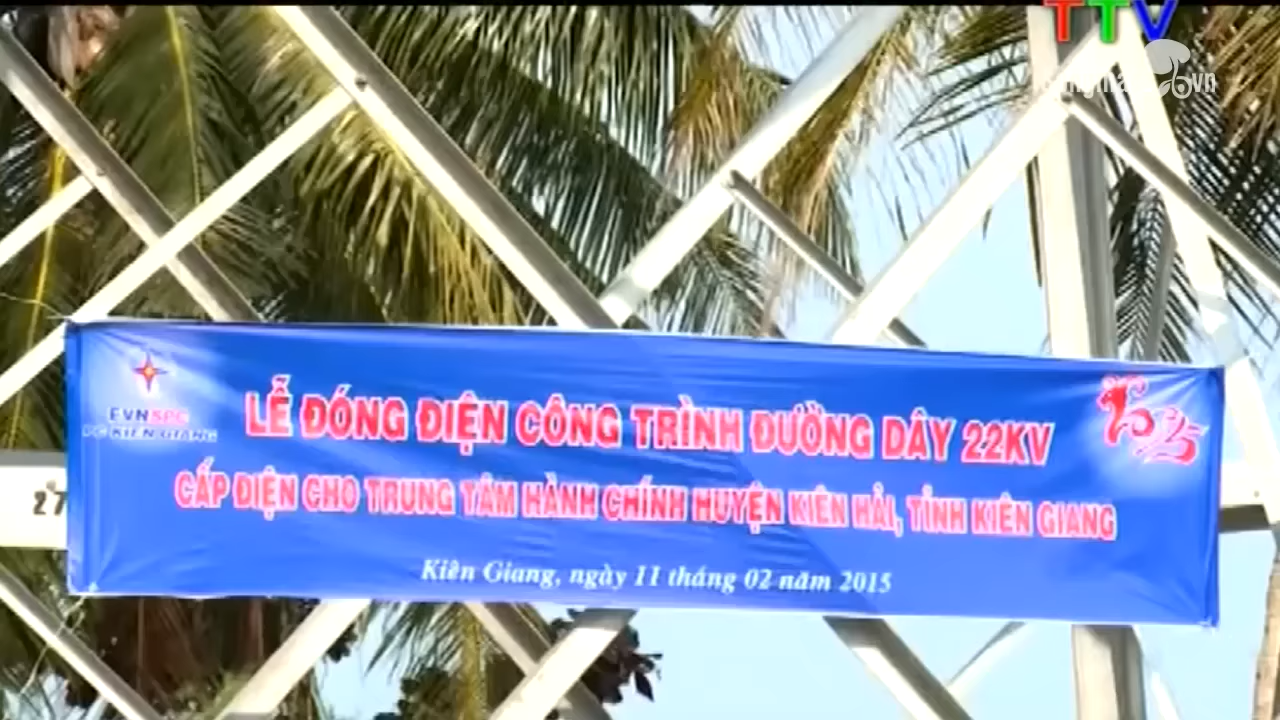 TTV
EVNSPC
PC KIÊN GIANG
LỄ ĐÓNG ĐIỆN CÔNG TRÌNH ĐƯỜNG DÂY 22KV
CẤP ĐIỆN CHO TRUNG TÂM HÀNH CHÍNH HUYỆN KIÊN HẢI, TỈNH KIÊN GIANG
Kiên Giang, ngày 11 tháng 02 năm 2015
27